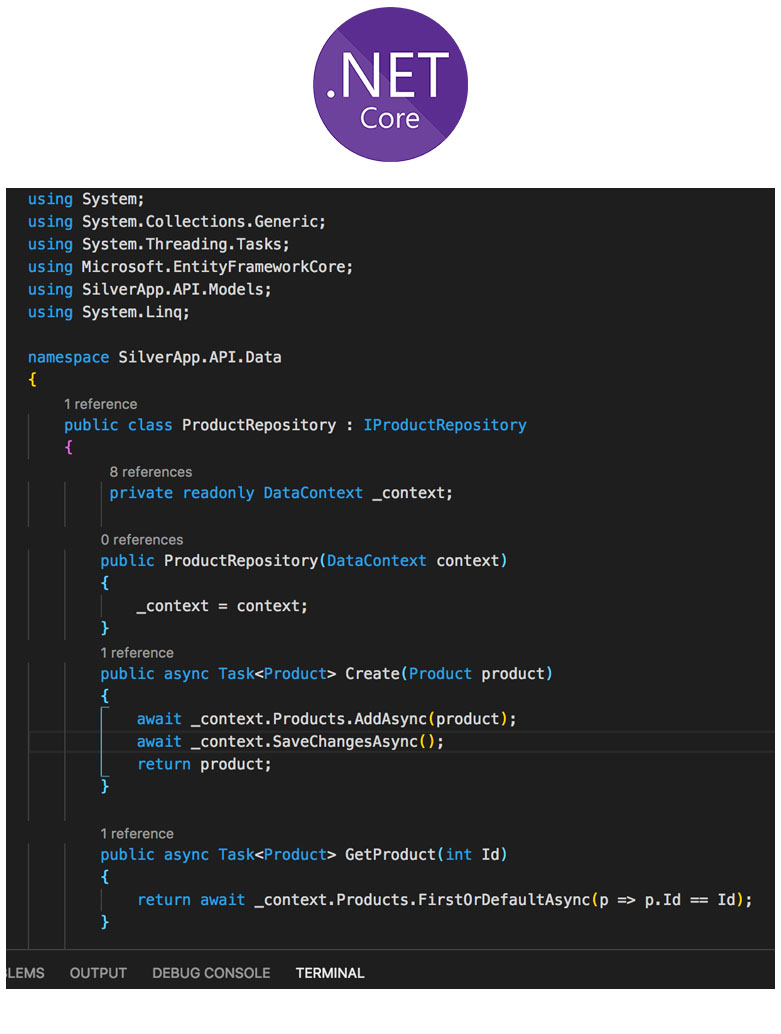 .NET
Core
using System;
using System.Collections.Generic;
using System.Threading.Tasks;
using Microsoft.EntityFrameworkCore;
using SilverApp.API.Models;
using System.Linq;
namespace SilverApp.API.Data
{
1 reference
public class ProductRepository : IProductRepository
{
8 references
private readonly DataContext _context;
0 references
public ProductRepository(DataContext context)
{
_context = context;
}
1 reference
public async Task<Product> Create(Product product)
{
await _context.Products.AddAsync(product);
await _context.SaveChangesAsync();
return product;
}
1 reference
public async Task<Product> GetProduct(int Id)
{
return await _context.Products.FirstOrDefaultAsync(p => p.Id == Id);
}
BLEMS OUTPUT DEBUG CONSOLE TERMINAL